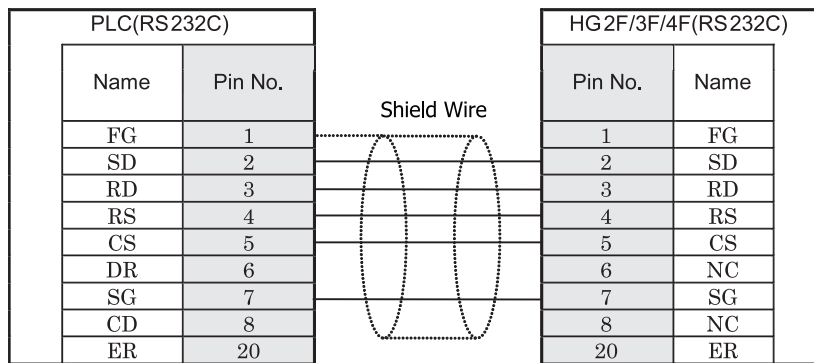 PLC(RS232C) HG2F/3F/4F(RS232C)
Name Pin No. Pin No. Name
Shield Wire
FG 1 1 FG
SD 2 2 SD
RD 3 3 RD
RS 4 4 RS
CS 5 5 CS
DR 6 6 NC
SG 7 7 SG
CD 8 8 NC
ER 20 20 ER